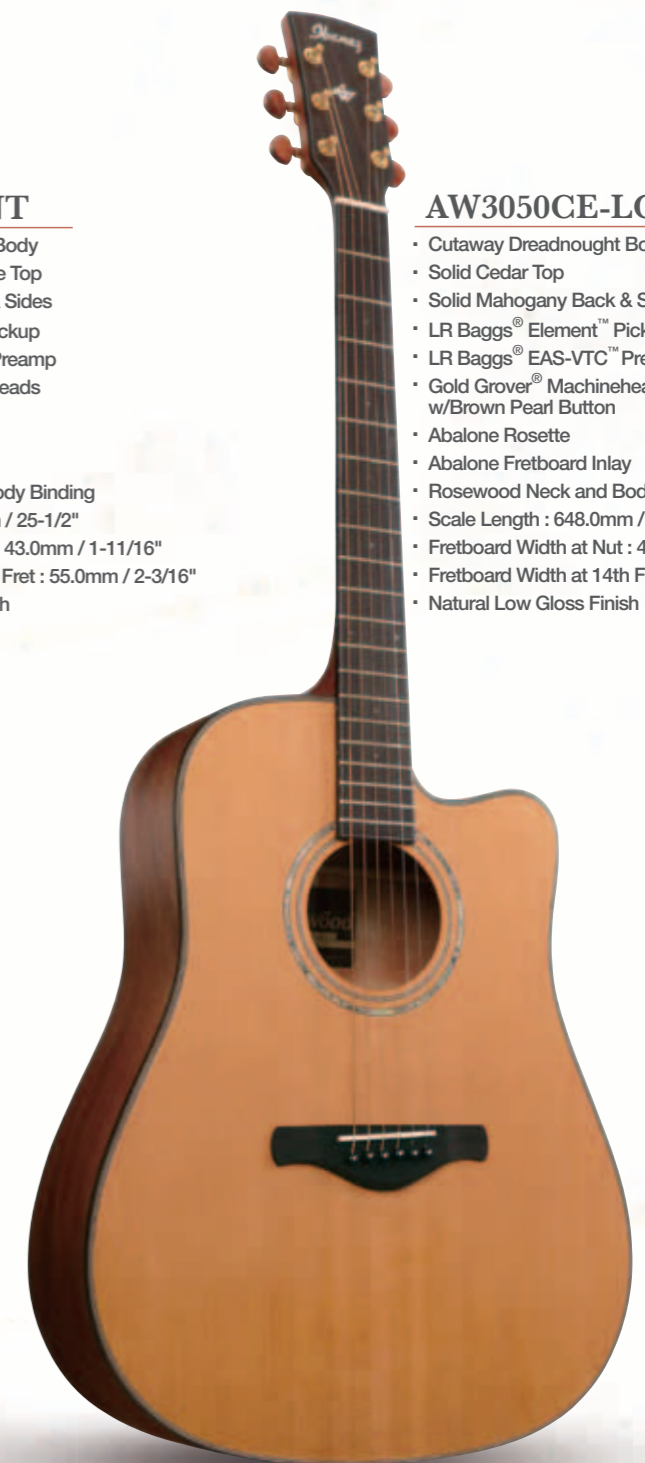 Ibanez
NT
Body
e Top
Sides
ckup
Preamp
eads
ody Binding
/ 25-1/2"
43.0mm / 1-11/16"
Fret : 55.0mm / 2-3/16"
h
AW3050CE-LG
· Cutaway Dreadnought Bo
· Solid Cedar Top
· Solid Mahogany Back & S
· LR Baggs® Element™ Pick
· LR Baggs® EAS-VTC™ Pre
· Gold Grover® Machinehea
w/Brown Pearl Button
· Abalone Rosette
· Abalone Fretboard Inlay
· Rosewood Neck and Bod
· Scale Length : 648.0mm /
· Fretboard Width at Nut : 4
· Fretboard Width at 14th F
· Natural Low Gloss Finish
wood